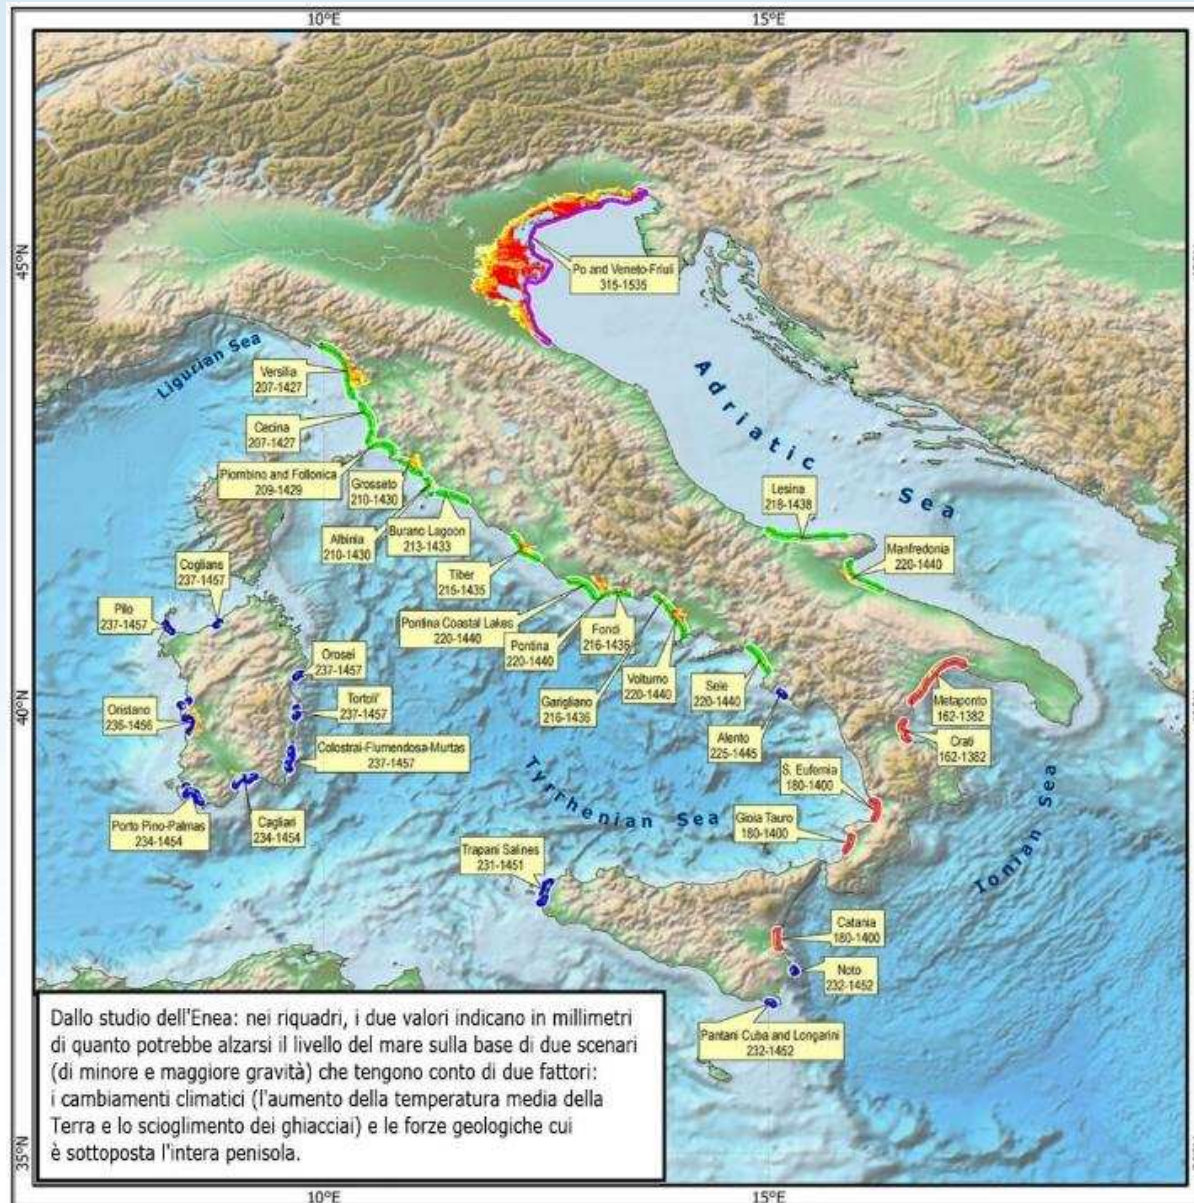 10°E
15°E
45°N
Po and Veneto-Friuli
315-1535
Ligurian Sea
Versilia
207-1427
Cecina
207-1427
Piombino and Follonica
209-1429
Grosseto
210-1430
Albinia
210-1430
Burano Lagoon
213-1433
Adriatic
Sea
Lesina
218-1438
Manfredonia
220-1440
Tiber
215-1435
Pontina Coastal Lakes
220-1440
Pontina
220-1440
Fondi
216-1436
Garigliano
216-1436
Volturno
220-1440
Sele
220-1440
Alento
225-1445
Coglians
237-1457
Pilo
237-1457
Orosei
237-1457
Tortoli'
237-1457
Oristano
236-1456
Colostrai-Flumendosa-Murtas
237-1457
Cagliari
234-1454
Porto Pino-Palmas
234-1454
40°N
Metaponto
162-1382
Crati
162-1382
S. Eufemia
180-1400
Gioia Tauro
180-1400
Tyrrhenian Sea
Ionian Sea
Trapani Salines
231-1451
Catania
180-1400
Noto
232-1452
Pantani Cuba and Longarini
232-1452
Dallo studio dell'Enea: nei riquadri, i due valori indicano in millimetri
di quanto potrebbe alzarsi il livello del mare sulla base di due scenari
(di minore e maggiore gravità) che tengono conto di due fattori:
i cambiamenti climatici (l'aumento della temperatura media della
Terra e lo scioglimento dei ghiacciai) e le forze geologiche cui
è sottoposta l'intera penisola.
35°N
10°E
15°E